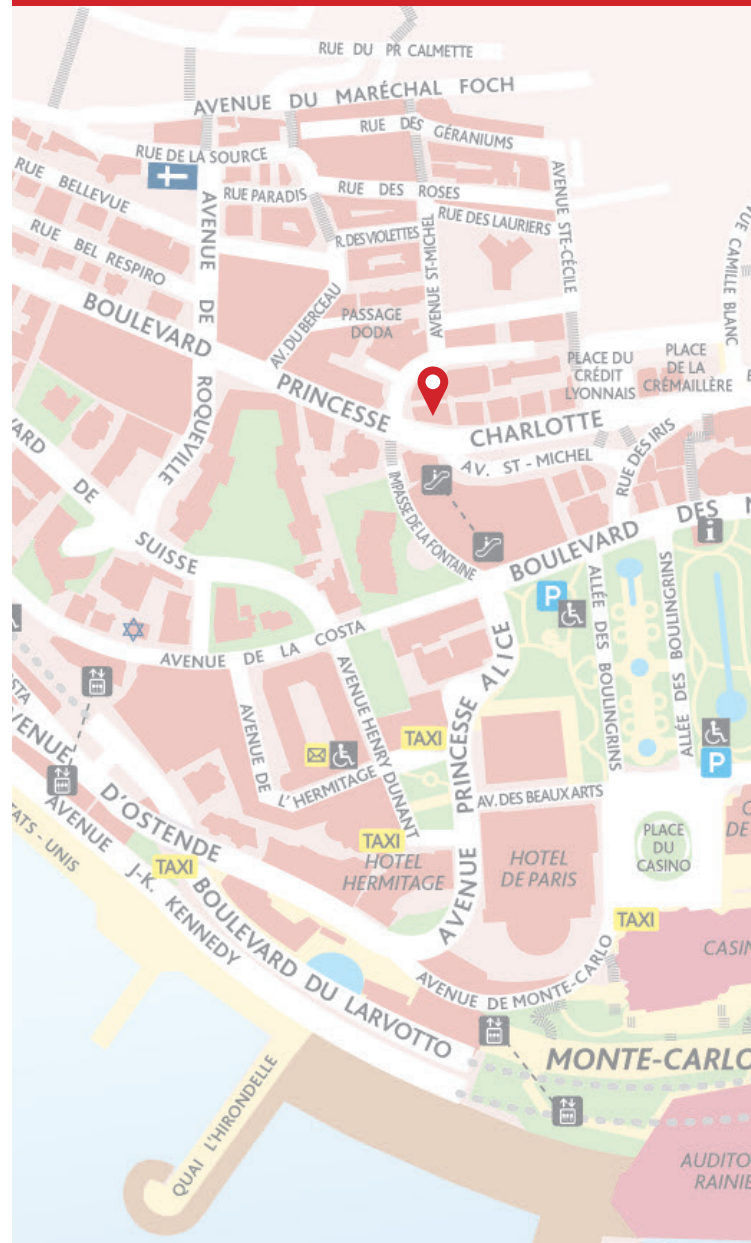 RUE DU PR CALMETTE
AVENUE DU MARÉCHAL FOCH
RUE DES GÉRANIUMS
RUE DE LA SOURCE
RUE BELLEVUE
RUE PARADIS
RUE DES ROSES
AVENUE STE-CÉCILE
RUE DES LAURIERS
R. DES VIOLETTES
AVENUE ST-MICHEL
RUE BEL RESPIRO
AVENUE DE ROQUEVILLE
CAMILLE BLANC
BOULEVARD PRINCESSE CHARLOTTE
AV. DU BERCEAU
PASSAGE
DODA
PLACE DU
CRÉDIT
LYONNAIS
PLACE
DE LA
CRÉMAILLÈRE
AV. ST - MICHEL
RUE DES IRIS
IMPASSE DE LA FONTAINE
DE SUISSE
BOULEVARD DES
i
P
ALLÉE DES BOULINGRINS
ALLÉE DES BOULINGRINS
AVENUE DE LA COSTA
PRINCESSE ALICE
AVENUE HENRY DUNANT
AVENUE DE
L'HERMITAGE
TAXI
P
AV. DES BEAUX ARTS
D'OSTENDE
AVENUE
J-K. KENNEDY
TAXI
TAXI
HOTEL
HERMITAGE
AVENUE
HOTEL
DE PARIS
PLACE
DU
CASINO
DE
TATS - UNIS
BOULEVARD DU LARVOTTO
TAXI
CASIN
AVENUE DE MONTE-CARLO
MONTE-CARLO
QUAI L'HIRONDELLE
AUDITO
RAINIE